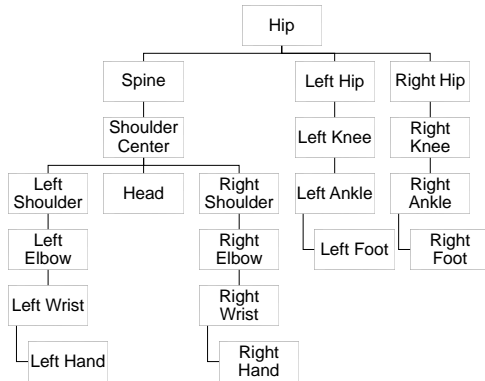 Hip
Spine
Left Hip
Right Hip
Shoulder
Center
Left Knee
Right
Knee
Left
Shoulder
Head
Right
Shoulder
Left Ankle
Right
Ankle
Left
Elbow
Right
Elbow
Left Foot
Right
Foot
Left Wrist
Right
Wrist
Left Hand
Right
Hand